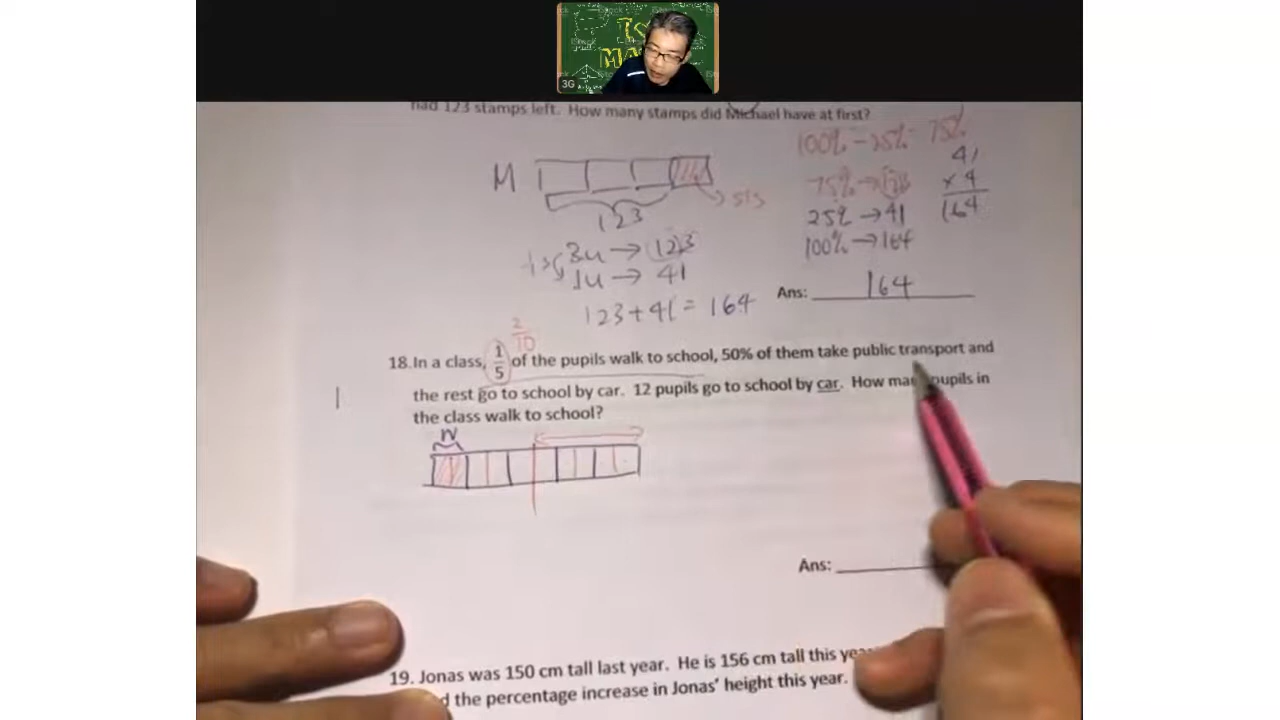 3G
had 123 stamps left. How many stamps did Michael have at first?
100% - 25% = 75%
M
SIS
123
3u → 123
1u → 41
123 + 41 = 164
41
× 4
164
25% → 41
100% → 164
Ans: 164
2/10
18. In a class, 1/5 of the pupils walk to school, 50% of them take public transport and
the rest go to school by car. 12 pupils go to school by car. How many pupils in
the class walk to school?
W
Ans:
19. Jonas was 150 cm tall last year. He is 156 cm tall this
the percentage increase in Jonas' height this year.